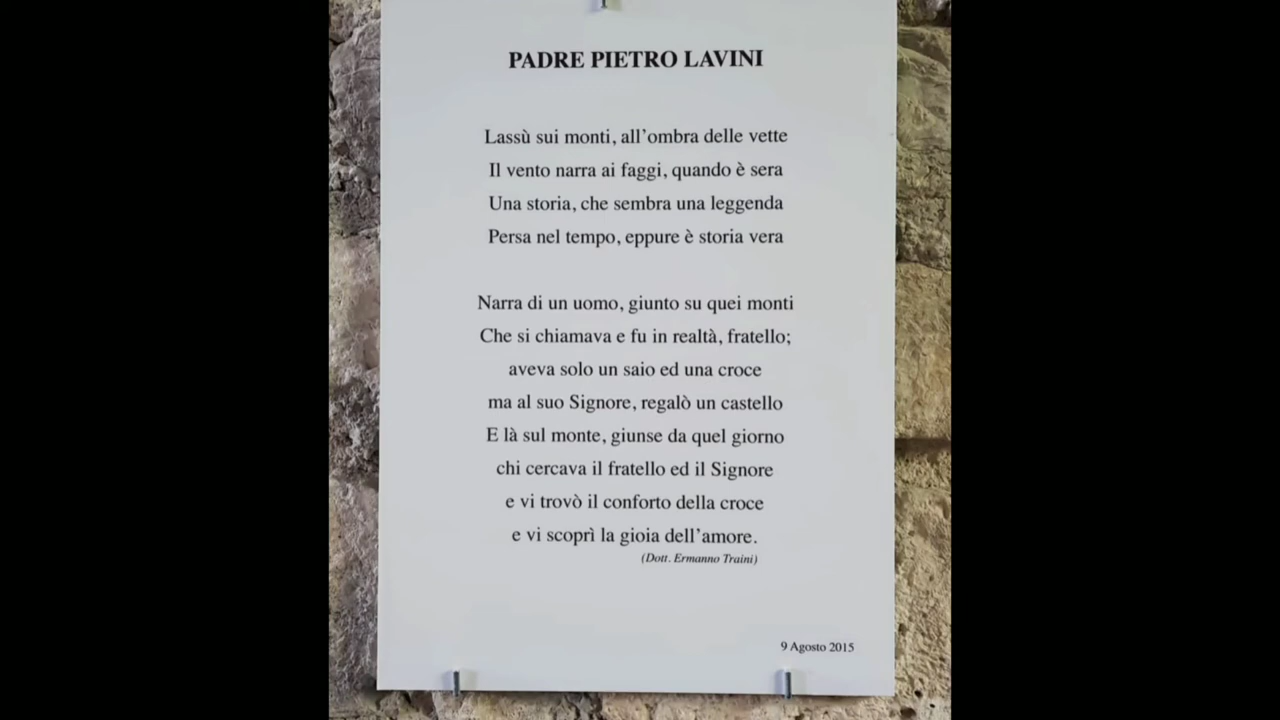 PADRE PIETRO LAVINI
Lassù sui monti, all'ombra delle vette
Il vento narra ai faggi, quando è sera
Una storia, che sembra una leggenda
Persa nel tempo, eppure è storia vera
Narra di un uomo, giunto su quei monti
Che si chiamava e fu in realtà, fratello;
aveva solo un saio ed una croce
ma al suo Signore, regalò un castello
E là sul monte, giunse da quel giorno
chi cercava il fratello ed il Signore
e vi trovò il conforto della croce
e vi scoprì la gioia dell'amore.
(Dott. Ermanno Traini)
9 Agosto 2015